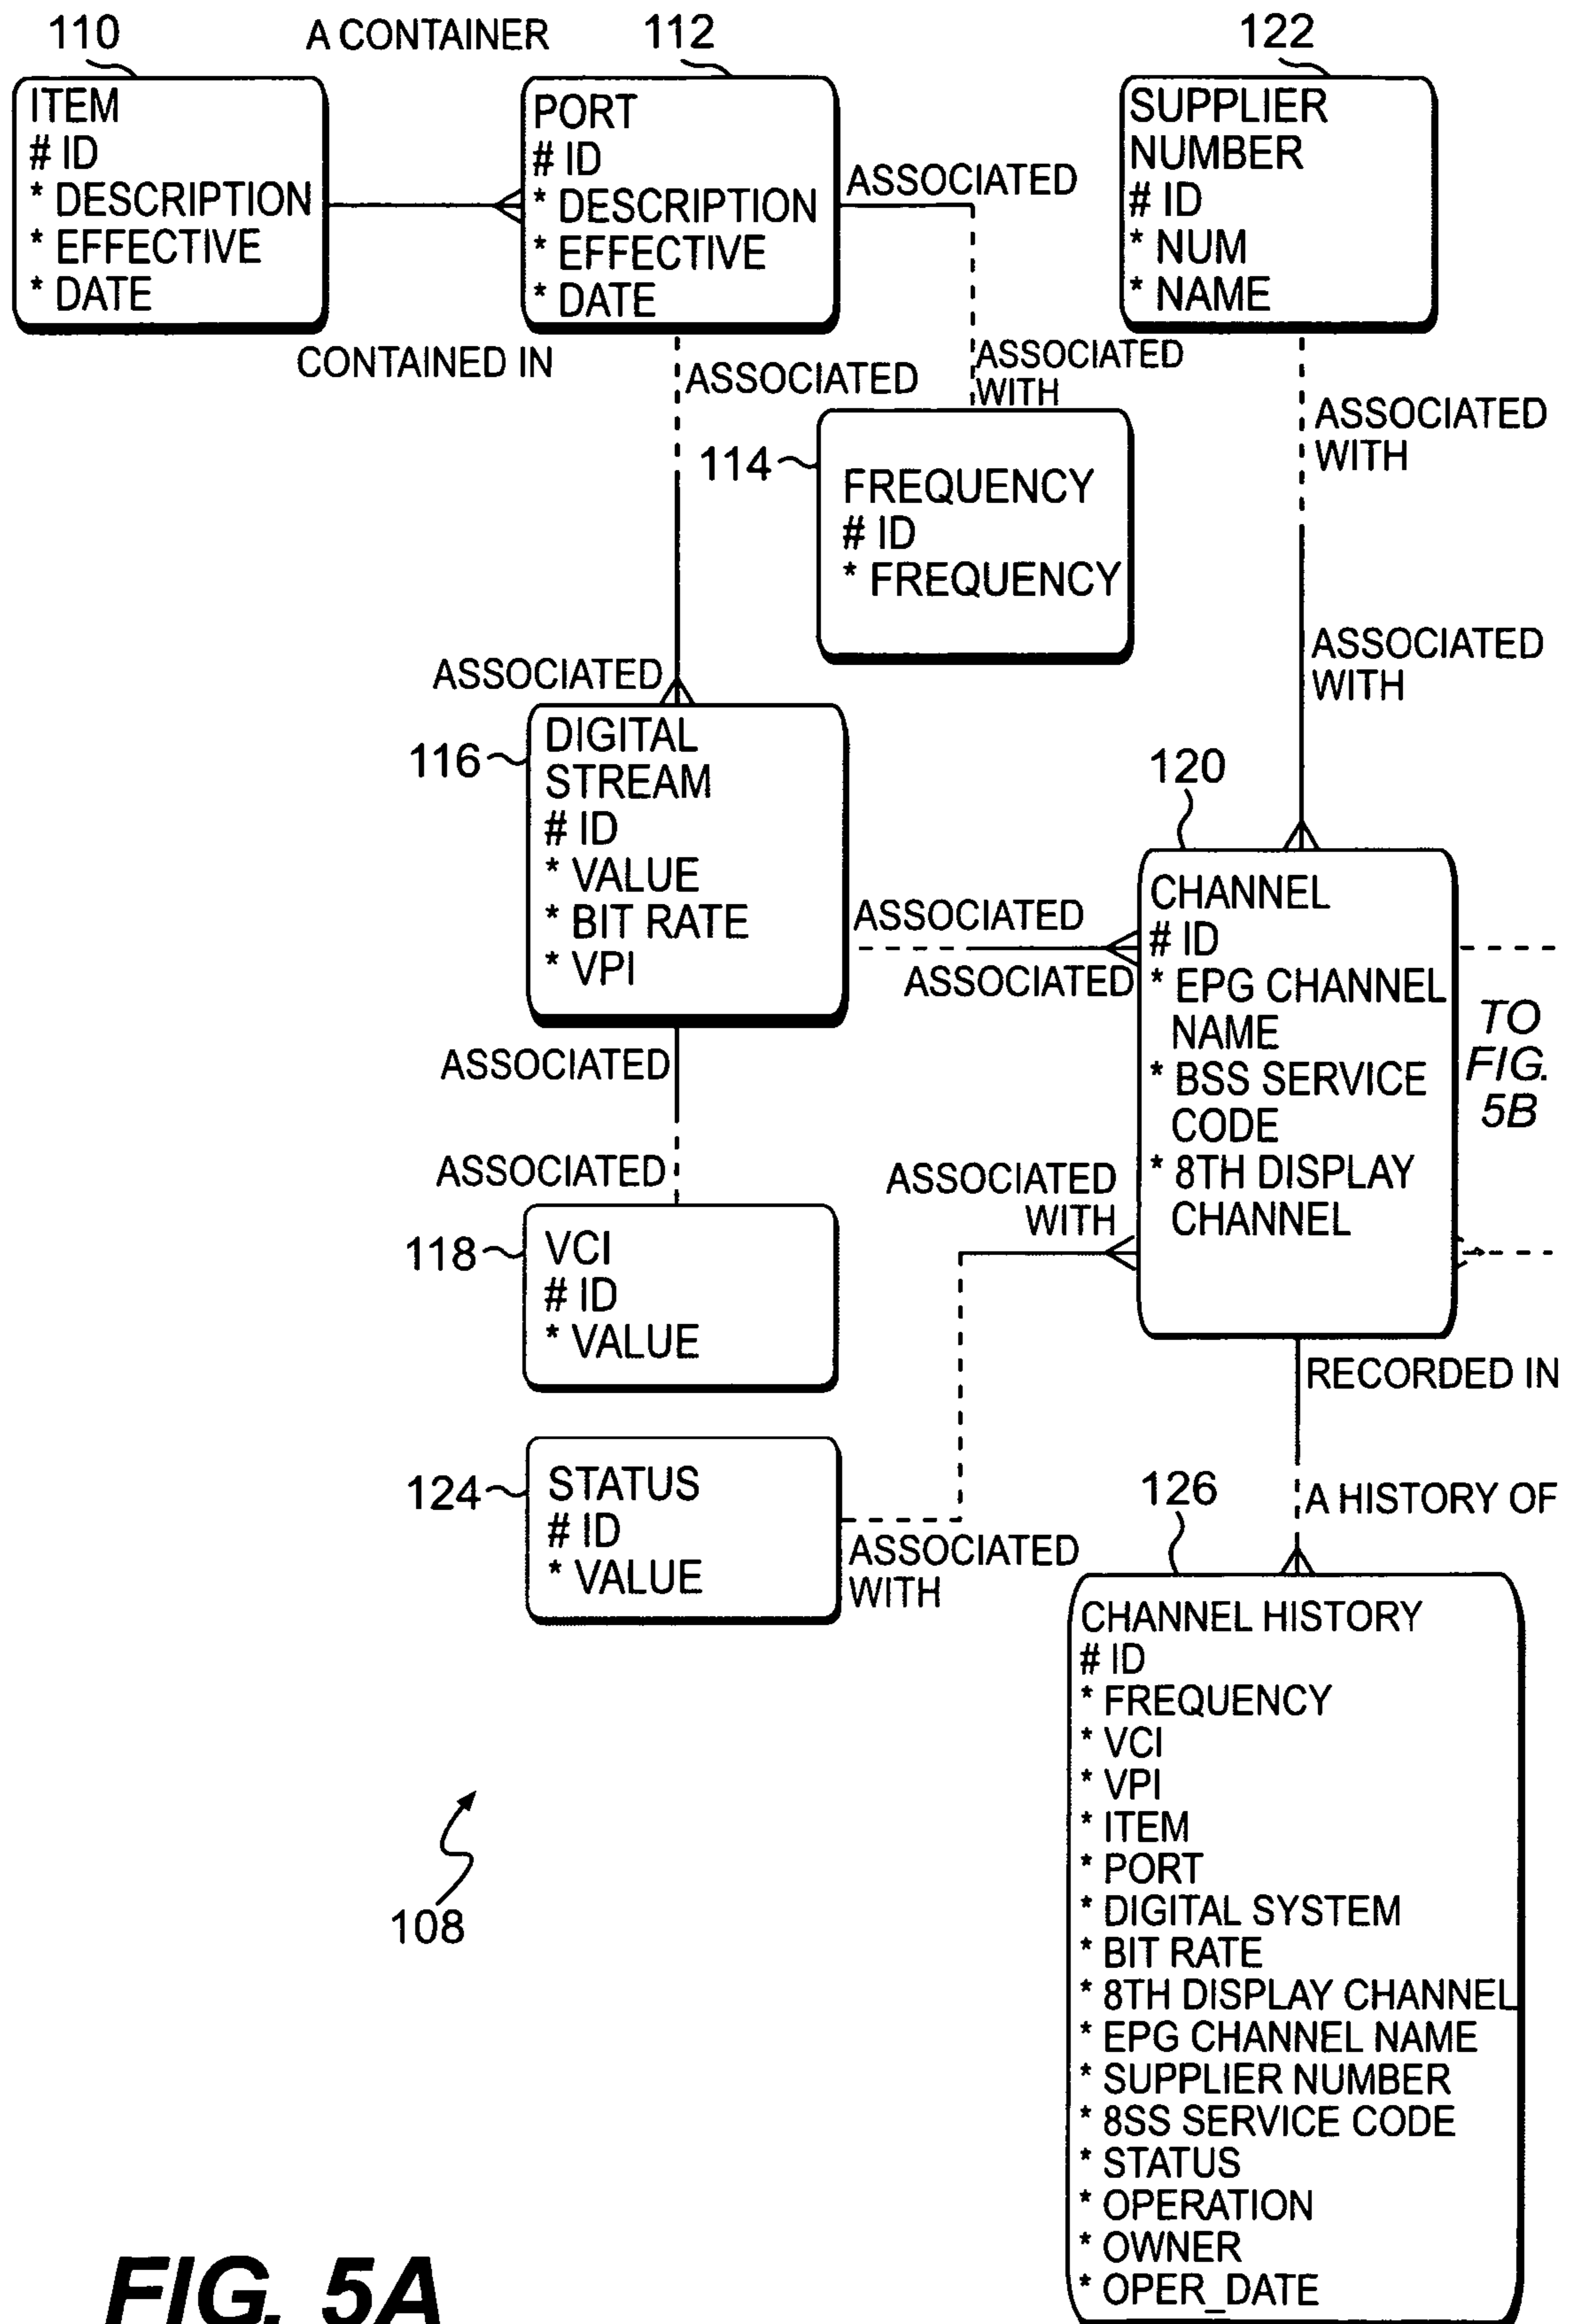 110
A CONTAINER
112
122
ITEM
# ID
* DESCRIPTION
* EFFECTIVE
* DATE
PORT
# ID
* DESCRIPTION
* EFFECTIVE
* DATE
ASSOCIATED
SUPPLIER
NUMBER
# ID
* NUM
* NAME
CONTAINED IN
ASSOCIATED
ASSOCIATED
WITH
ASSOCIATED
WITH
114
FREQUENCY
# ID
* FREQUENCY
ASSOCIATED
ASSOCIATED
WITH
116
DIGITAL
STREAM
# ID
* VALUE
* BIT RATE
* VPI
120
ASSOCIATED
ASSOCIATED
CHANNEL
# ID
* EPG CHANNEL
NAME
* BSS SERVICE
CODE
* 8TH DISPLAY
CHANNEL
TO
FIG.
5B
ASSOCIATED
ASSOCIATED
ASSOCIATED
WITH
118
VCI
# ID
* VALUE
RECORDED IN
124
STATUS
# ID
* VALUE
ASSOCIATED
WITH
126
A HISTORY OF
CHANNEL HISTORY
# ID
* FREQUENCY
* VCI
* VPI
* ITEM
* PORT
* DIGITAL SYSTEM
* BIT RATE
* 8TH DISPLAY CHANNEL
* EPG CHANNEL NAME
* SUPPLIER NUMBER
* 8SS SERVICE CODE
* STATUS
* OPERATION
* OWNER
* OPER_DATE
108
FIG. 5A